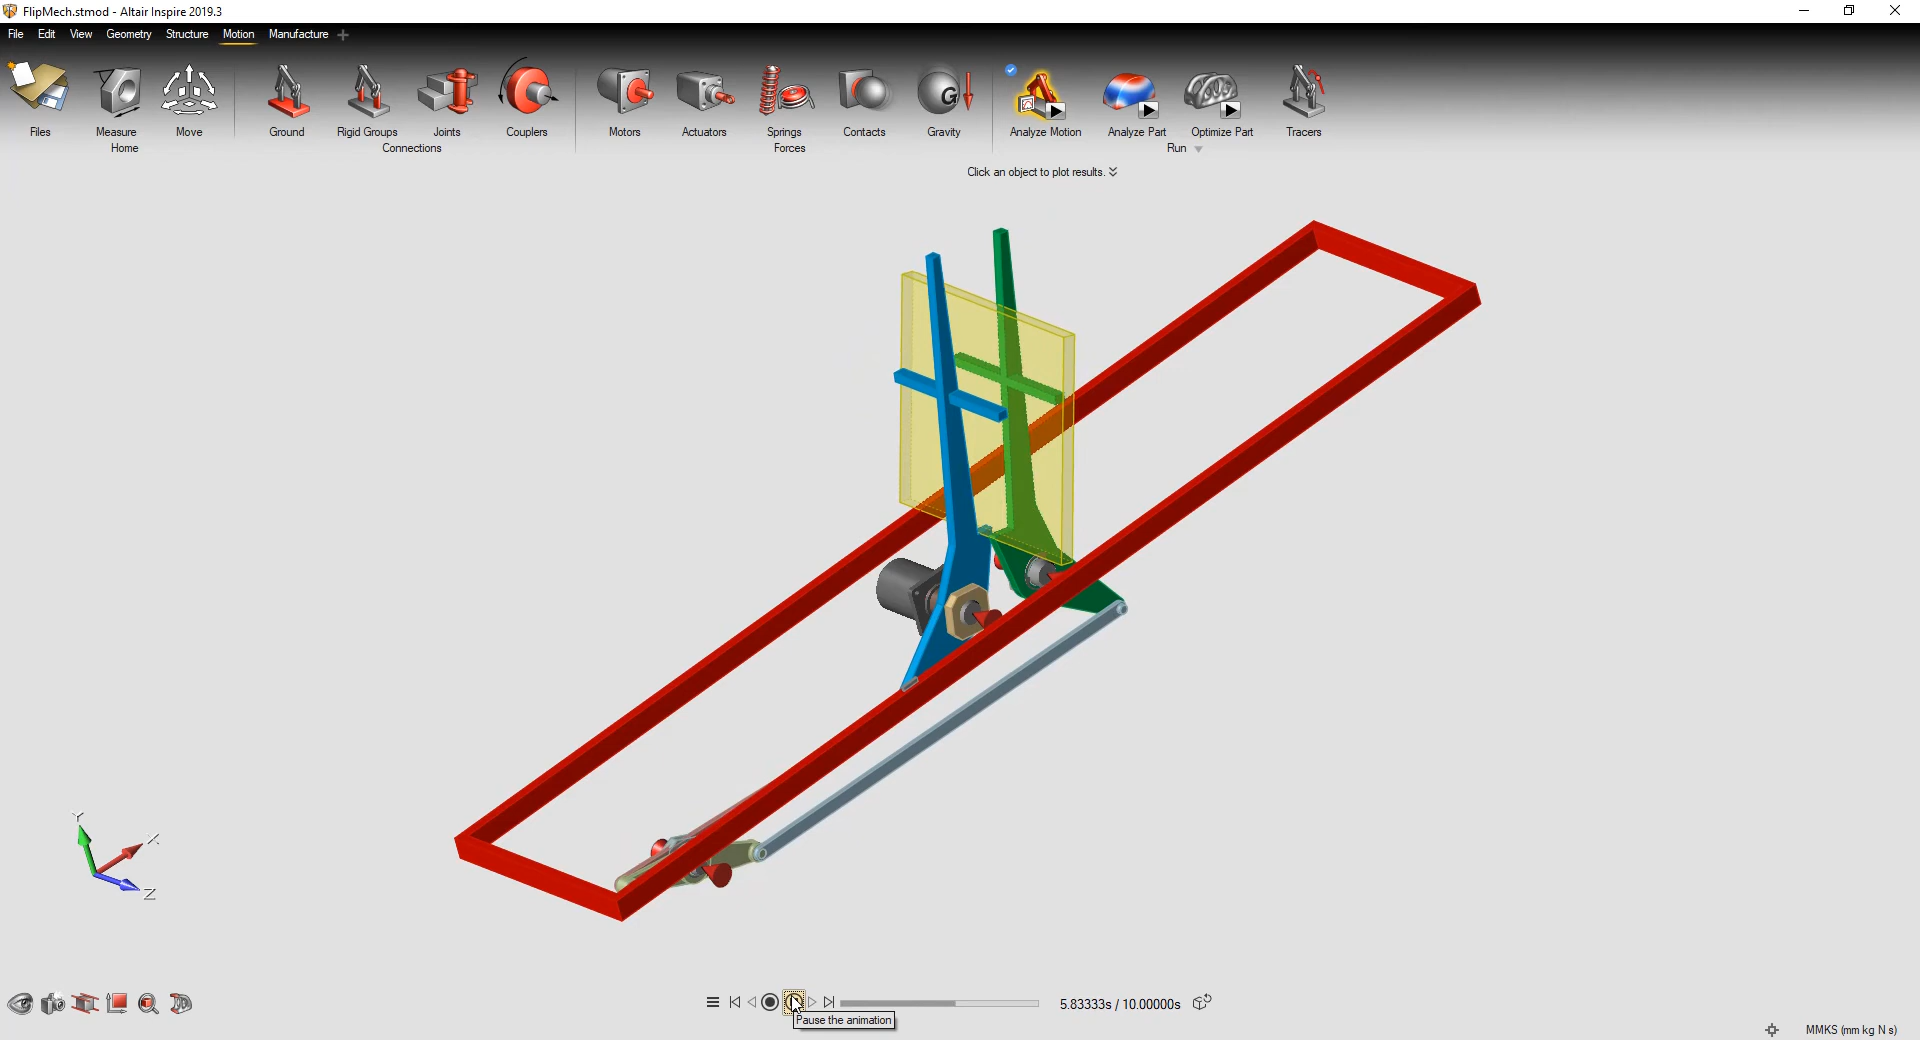 FlipMech.stmod - Altair Inspire 2019.3
File Edit View Geometry Structure Motion Manufacture
Files Measure Move Ground Rigid Groups Joints Couplers Motors Actuators Springs Contacts Gravity Analyze Motion Analyze Part Optimize Part Tracers
Home Connections Forces Run
G
Click an object to plot results.
Y
X
Z
5.83333s / 10.00000s
Pause the animation
MMKS (mm kg N s)